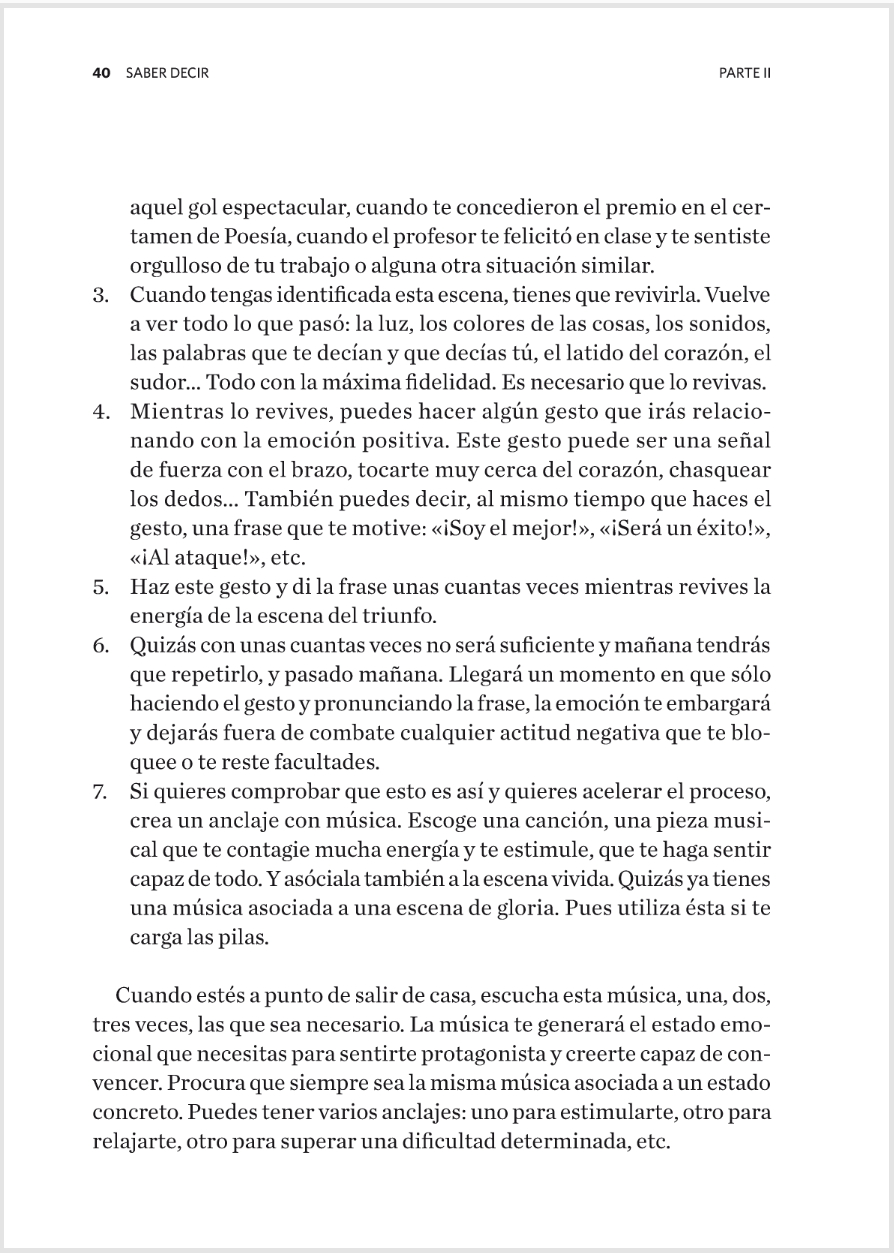 40 SABER DECIR PARTE II
aquel gol espectacular, cuando te concedieron el premio en el cer-
tamen de Poesía, cuando el profesor te felicitó en clase y te sentiste
orgulloso de tu trabajo o alguna otra situación similar.
3. Cuando tengas identificada esta escena, tienes que revivirla. Vuelve
a ver todo lo que pasó: la luz, los colores de las cosas, los sonidos,
las palabras que te decían y que decías tú, el latido del corazón, el
sudor... Todo con la máxima fidelidad. Es necesario que lo revivas.
4. Mientras lo revives, puedes hacer algún gesto que irás relacio-
nando con la emoción positiva. Este gesto puede ser una señal
de fuerza con el brazo, tocarte muy cerca del corazón, chasquear
los dedos... También puedes decir, al mismo tiempo que haces el
gesto, una frase que te motive: «¡Soy el mejor!», «¡Será un éxito!»,
«¡Al ataque!», etc.
5. Haz este gesto y di la frase unas cuantas veces mientras revives la
energía de la escena del triunfo.
6. Quizás con unas cuantas veces no será suficiente y mañana tendrás
que repetirlo, y pasado mañana. Llegará un momento en que sólo
haciendo el gesto y pronunciando la frase, la emoción te embargará
y dejarás fuera de combate cualquier actitud negativa que te blo-
quee o te reste facultades.
7. Si quieres comprobar que esto es así y quieres acelerar el proceso,
crea un anclaje con música. Escoge una canción, una pieza musi-
cal que te contagie mucha energía y te estimule, que te haga sentir
capaz de todo. Y asóciala también a la escena vivida. Quizás ya tienes
una música asociada a una escena de gloria. Pues utiliza ésta si te
carga las pilas.
Cuando estés a punto de salir de casa, escucha esta música, una, dos,
tres veces, las que sea necesario. La música te generará el estado emo-
cional que necesitas para sentirte protagonista y creerte capaz de con-
vencer. Procura que siempre sea la misma música asociada a un estado
concreto. Puedes tener varios anclajes: uno para estimularte, otro para
relajarte, otro para superar una dificultad determinada, etc.